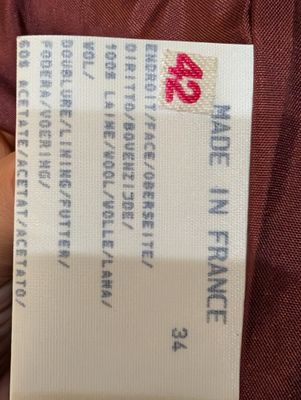 42
MADE IN FRANCE
34
ENDROIT/FACE/OBERSEITE/
DIRITTO/BOVENZIJDE/
100% LAINE/WOOL/WOLLE/LANA/
WOL/
DOUBLURE/LINING/FUTTER/
FODERA/VOERING/
60% ACETATE/ACETAT/ACETATO/